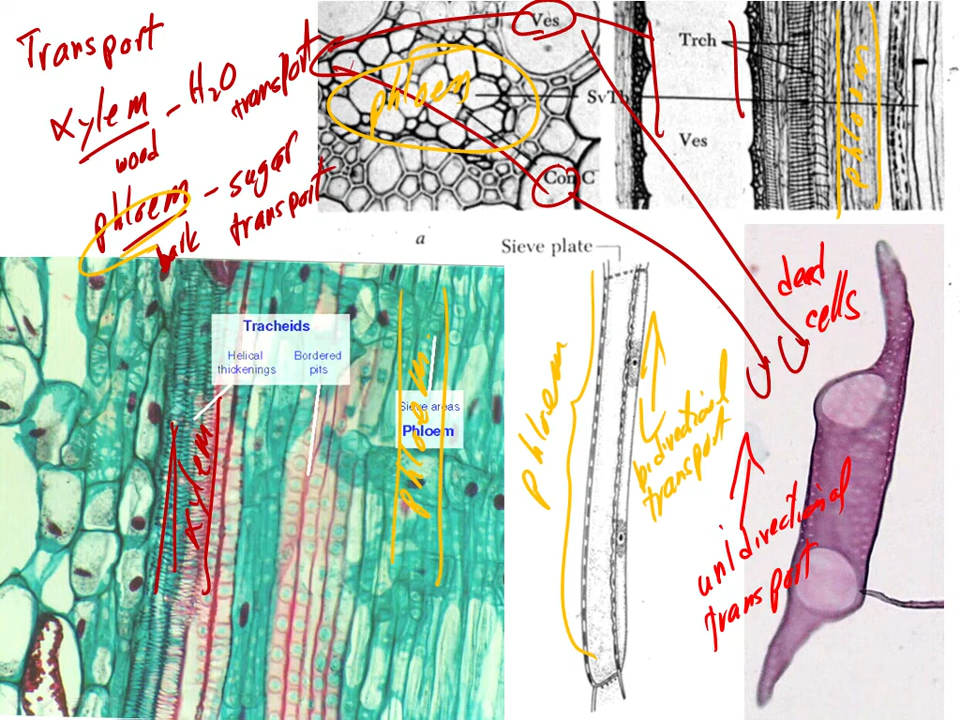 Transport
xylem - H2O
transport
wood
phloem - sugar
transport
bark
Ves
phloem
SvT
Con C
Trch
Ves
phloem
a
Sieve plate
Tracheids
Helical
thickenings
Bordered
pits
Sieve areas
Phloem
xylem
phloem
phloem
bidirectional
transport
dead
cells
unidirectional
transport